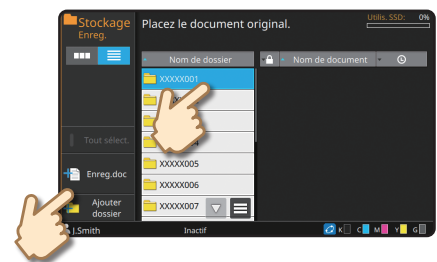 Stockage
Enreg.
Placez le document original.
Utilis. SSD: 0%
Nom de dossier
Nom de document
XXXXX001
Tout sélect.
XXXXX005
Enreg.doc
XXXXX006
Ajouter
dossier
XXXXX007
J.Smith
Inactif
K C M Y G